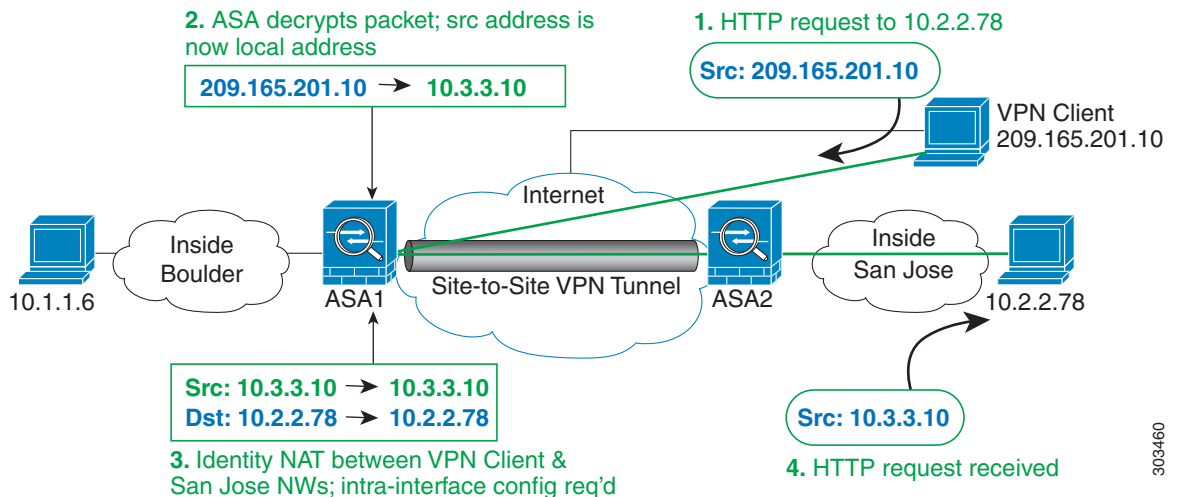 2. ASA decrypts packet; src address is
now local address
209.165.201.10 → 10.3.3.10
1. HTTP request to 10.2.2.78
Src: 209.165.201.10
VPN Client
209.165.201.10
Internet
Inside
Boulder
10.1.1.6
ASA1
Site-to-Site VPN Tunnel
ASA2
Inside
San Jose
10.2.2.78
Src: 10.3.3.10 → 10.3.3.10
Dst: 10.2.2.78 → 10.2.2.78
3. Identity NAT between VPN Client &
San Jose NWs; intra-interface config req'd
Src: 10.3.3.10
4. HTTP request received
303460